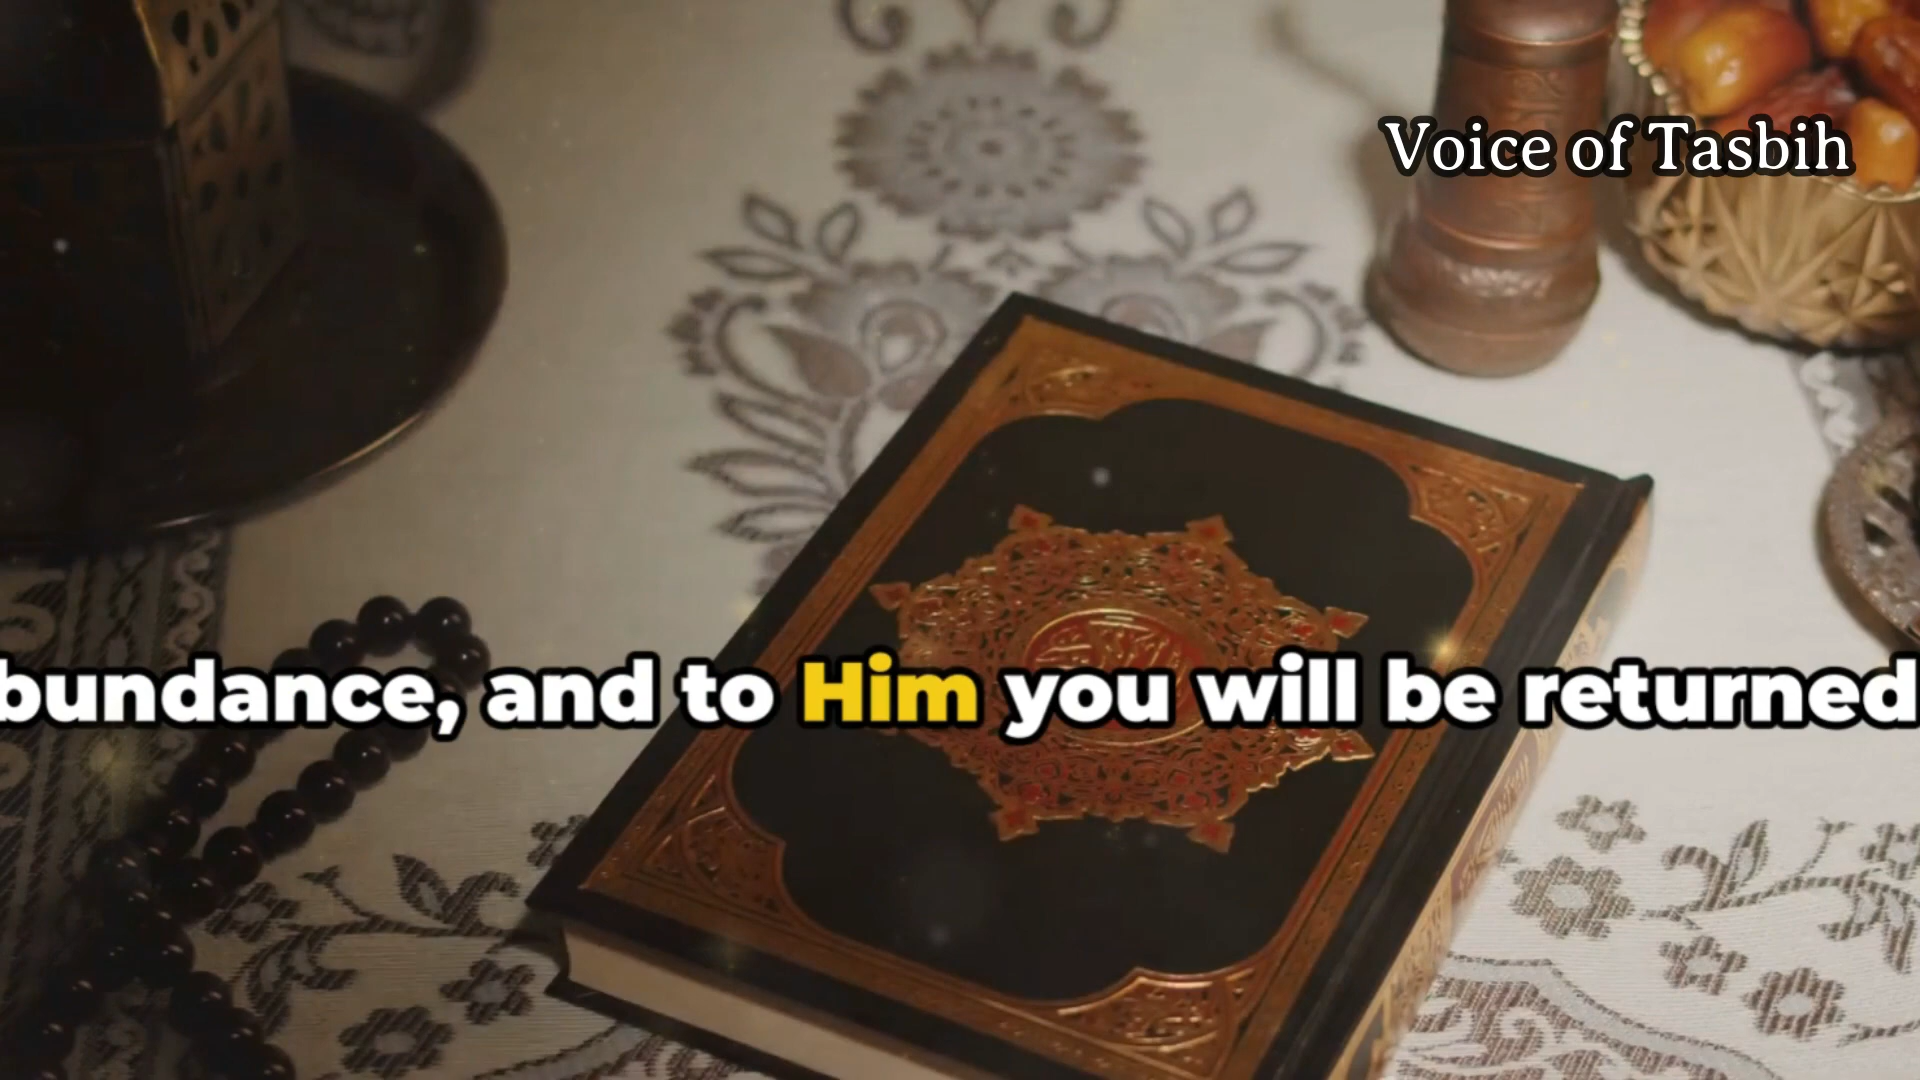 Voice of Tasbih
bundance, and to Him you will be returned